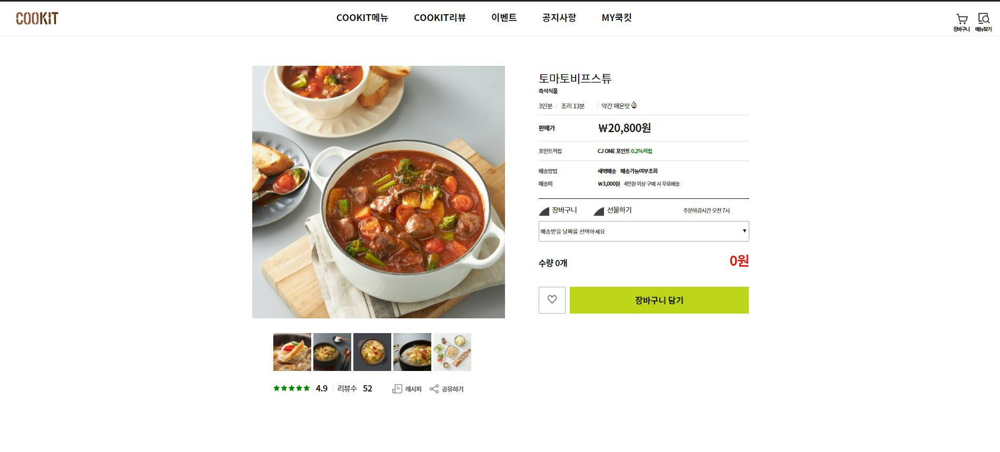 COOKIT
COOKIT메뉴 COOKIT리뷰 이벤트 공지사항 MY쿡킷
장바구니 메뉴찾기
토마토비프스튜
즉석식품
3인분 조리 13분 약간 매운맛
판매가 ₩20,800원
포인트적립 CJ ONE 포인트 0.2%적립
배송방법 새벽배송 배송가능여부조회
배송비 ₩3,000원 4만원 이상 구매 시 무료배송
장바구니 선물하기 주문마감시간 오전 7시
배송받을 날짜를 선택하세요
수량 0개 0원
장바구니 담기
4.9 리뷰수 52 레시피 공유하기